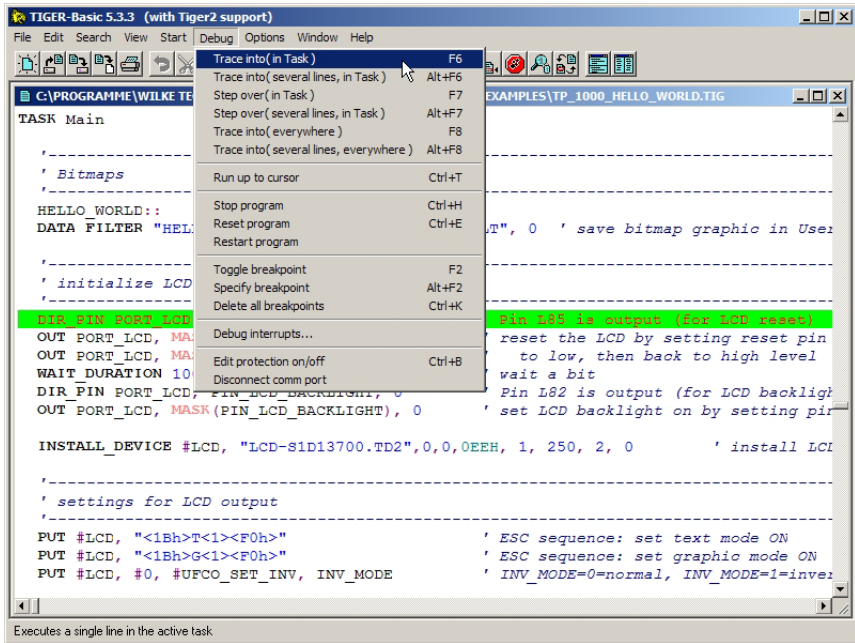 TIGER-Basic 5.3.3 (with Tiger2 support)
File Edit Search View Start Debug Options Window Help
Trace into( in Task ) F6
Trace into( several lines, in Task ) Alt+F6
Step over( in Task ) F7
Step over( several lines, in Task ) Alt+F7
Trace into( everywhere ) F8
Trace into( several lines, everywhere ) Alt+F8
Run up to cursor Ctrl+T
Stop program Ctrl+H
Reset program Ctrl+E
Restart program
Toggle breakpoint F2
Specify breakpoint Alt+F2
Delete all breakpoints Ctrl+K
Debug interrupts...
Edit protection on/off Ctrl+B
Disconnect comm port
C:\PROGRAMME\WILKE TE EXAMPLES\TP_1000_HELLO_WORLD.TIG
TASK Main
'----------
' Bitmaps
'----------
HELLO_WORLD::
DATA FILTER "HEL LT", 0 ' save bitmap graphic in User
'----------
' initialize LCD
'----------
DIR_PIN PORT_LCD Pin L85 is output (for LCD reset)
OUT PORT_LCD, MA ' reset the LCD by setting reset pin
OUT PORT_LCD, MA ' to low, then back to high level
WAIT_DURATION 10 ' wait a bit
DIR_PIN PORT_LCD, PIN_LCD_BACKLIGHT, 0 ' Pin L82 is output (for LCD backligh
OUT PORT_LCD, MASK(PIN_LCD_BACKLIGHT), 0 ' set LCD backlight on by setting pin
INSTALL_DEVICE #LCD, "LCD-S1D13700.TD2",0,0,0EEH, 1, 250, 2, 0 ' install LCD
'----------
' settings for LCD output
'----------
PUT #LCD, "<1Bh>T<1><F0h>" ' ESC sequence: set text mode ON
PUT #LCD, "<1Bh>G<1><F0h>" ' ESC sequence: set graphic mode ON
PUT #LCD, #0, #UFCO_SET_INV, INV_MODE ' INV_MODE=0=normal, INV_MODE=1=inver
Executes a single line in the active task